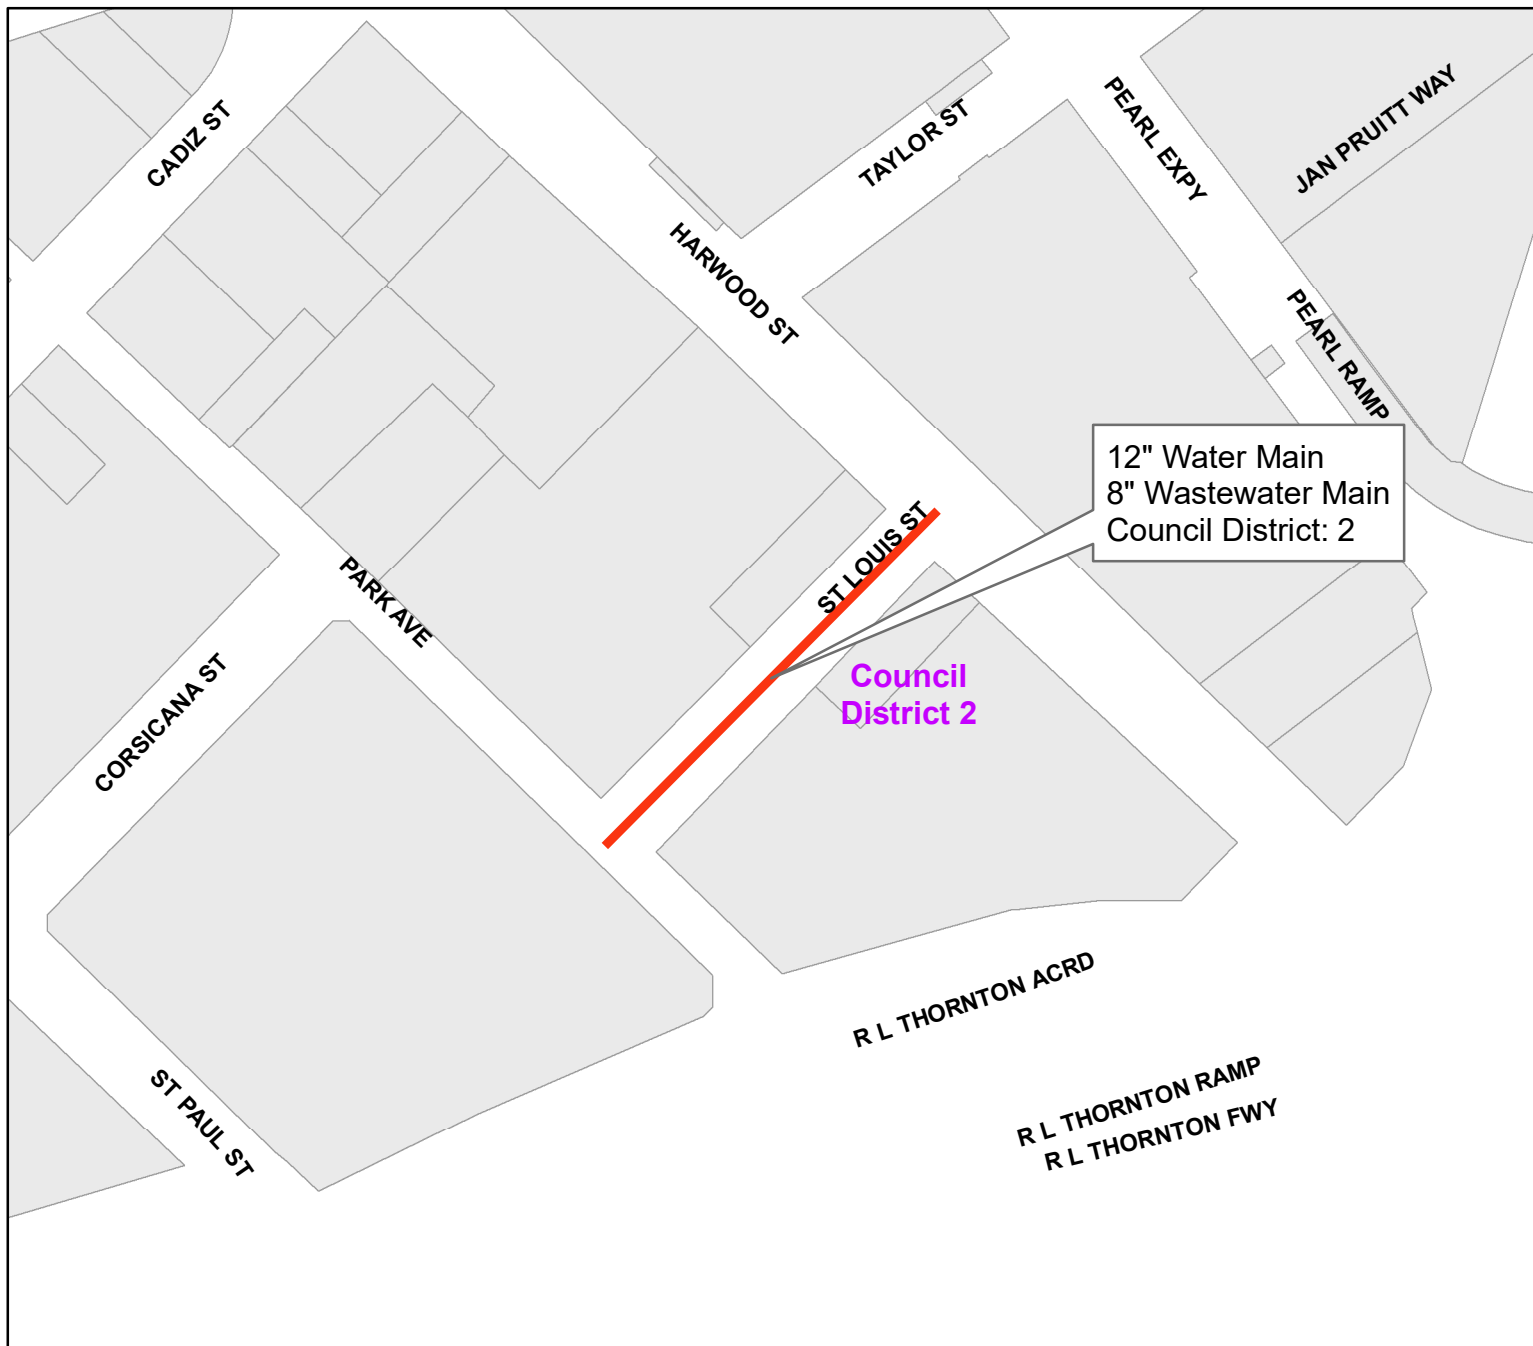 CADIZ ST
TAYLOR ST
PEARL EXPY
JAN PRUITT WAY
HARWOOD ST
PEARL RAMP
12" Water Main
8" Wastewater Main
Council District: 2
ST LOUIS ST
PARK AVE
Council
District 2
CORSICANA ST
R L THORNTON ACRD
ST PAUL ST
R L THORNTON RAMP
R L THORNTON FWY